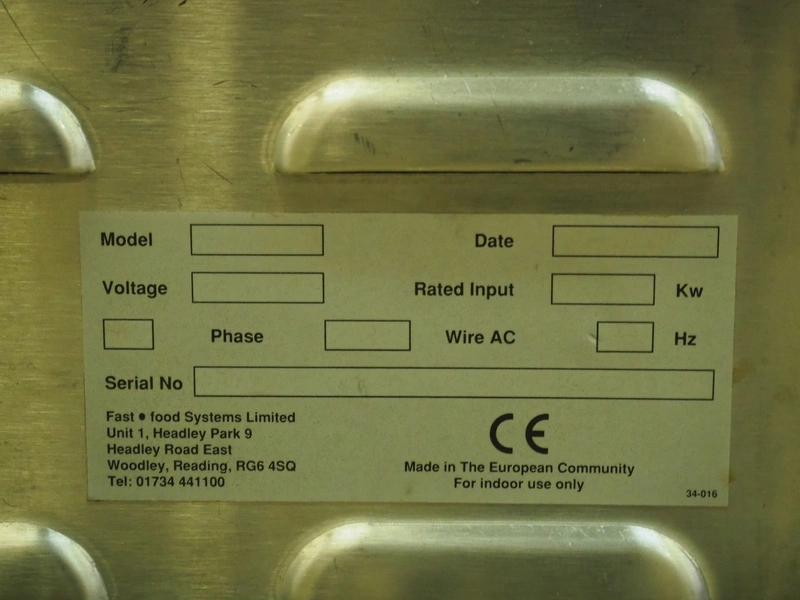 Model Date
Voltage Rated Input Kw
Phase Wire AC Hz
Serial No
Fast • food Systems Limited
Unit 1, Headley Park 9
Headley Road East
Woodley, Reading, RG6 4SQ
Tel: 01734 441100
CE
Made in The European Community
For indoor use only
34-016